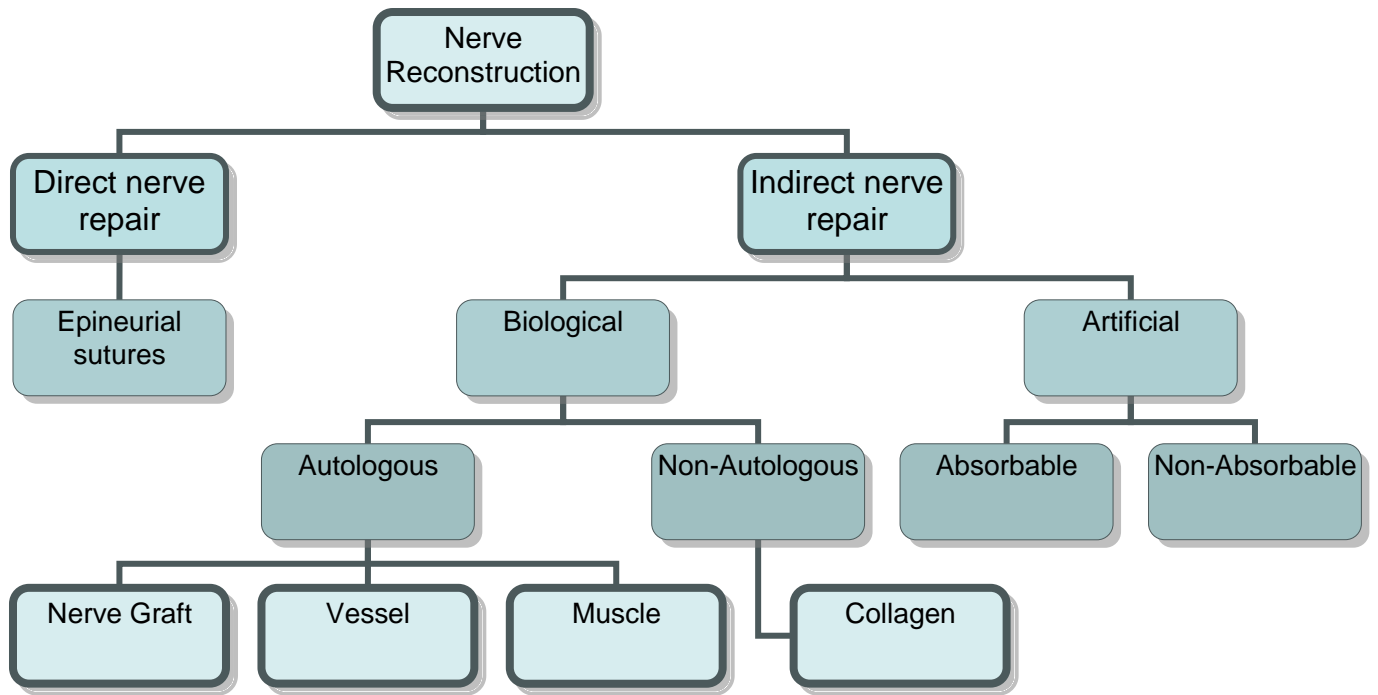 Nerve
Reconstruction
Direct nerve
repair
Indirect nerve
repair
Epineurial
sutures
Biological
Artificial
Autologous
Non-Autologous
Absorbable
Non-Absorbable
Nerve Graft
Vessel
Muscle
Collagen